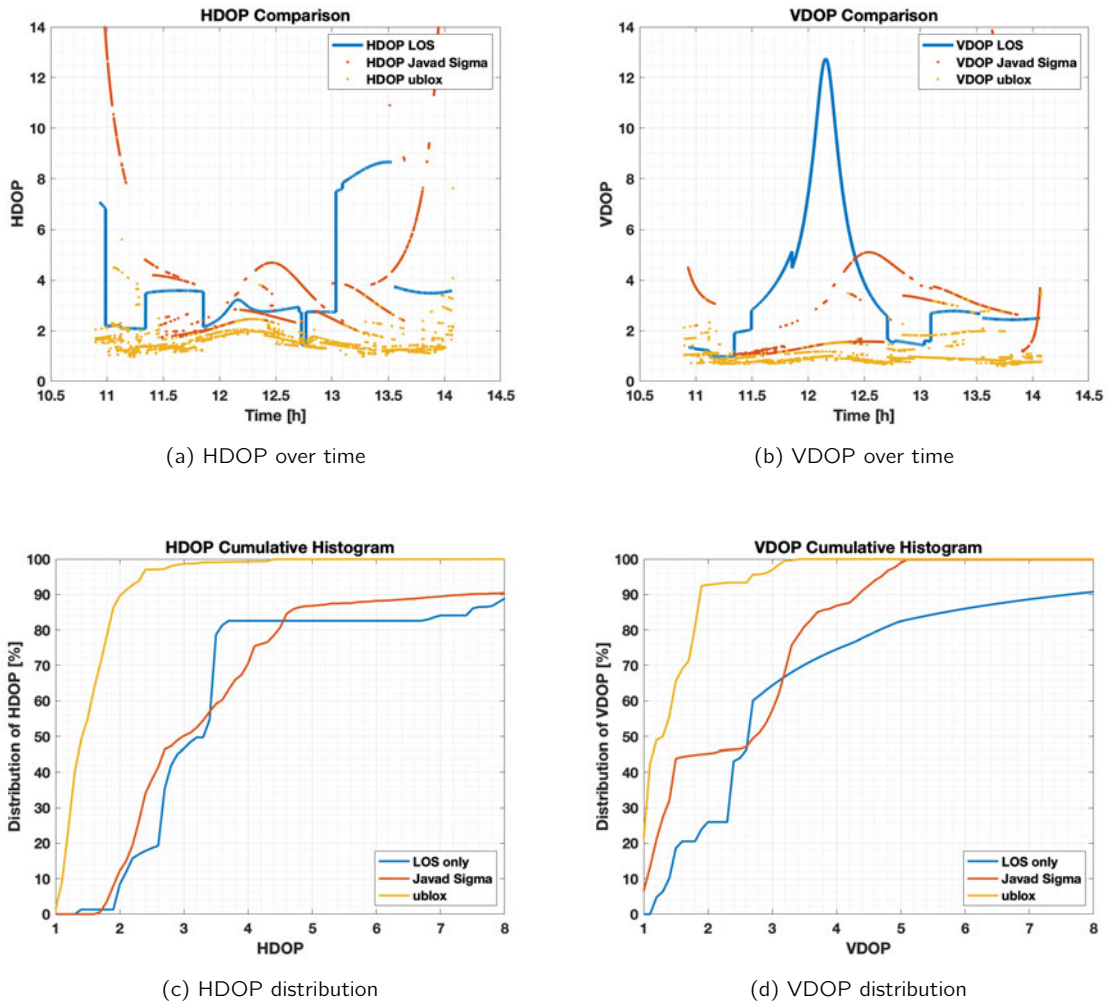 HDOP Comparison
14
12
10
8
6
4
2
0
HDOP
HDOP LOS
HDOP Javad Sigma
HDOP ublox
10.5 11 11.5 12 12.5 13 13.5 14 14.5
Time [h]
(a) HDOP over time
VDOP Comparison
14
12
10
8
6
4
2
0
VDOP
VDOP LOS
VDOP Javad Sigma
VDOP ublox
10.5 11 11.5 12 12.5 13 13.5 14 14.5
Time [h]
(b) VDOP over time
HDOP Cumulative Histogram
100
90
80
70
60
50
40
30
20
10
0
Distribution of HDOP [%]
LOS only
Javad Sigma
ublox
1 2 3 4 5 6 7 8
HDOP
(c) HDOP distribution
VDOP Cumulative Histogram
100
90
80
70
60
50
40
30
20
10
0
Distribution of VDOP [%]
LOS only
Javad Sigma
ublox
1 2 3 4 5 6 7 8
VDOP
(d) VDOP distribution